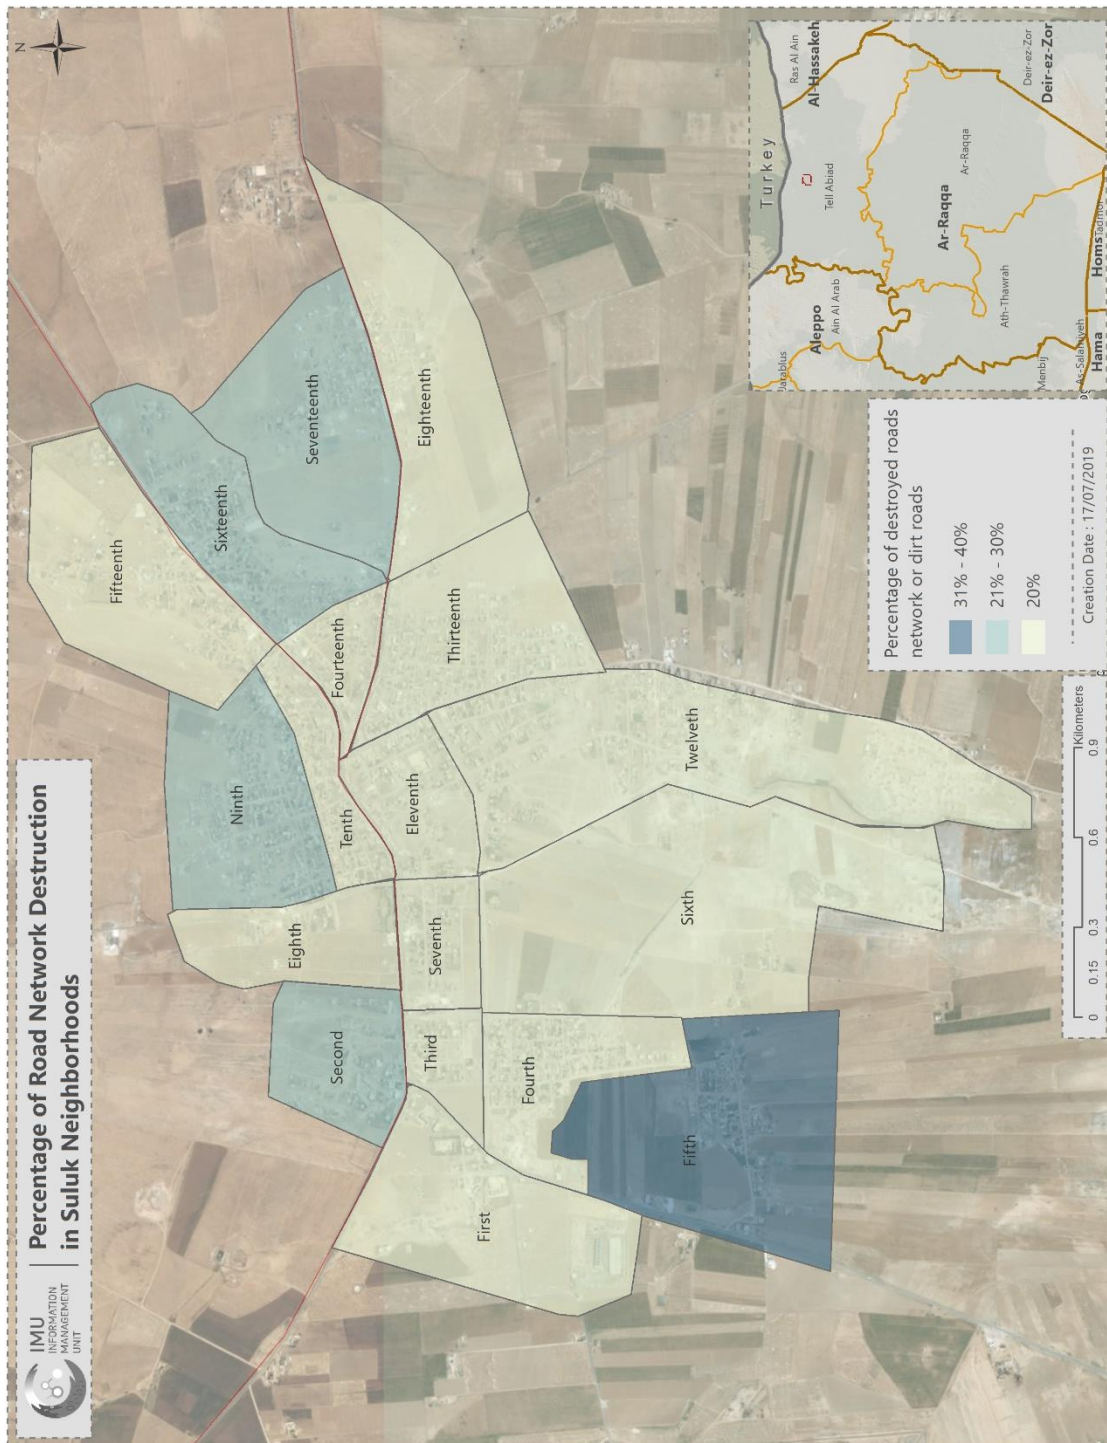 IMU
INFORMATION
MANAGEMENT
UNIT
Percentage of Road Network Destruction
in Suluk Neighborhoods
N
Fifteenth
Sixteenth
Seventeenth
Eighteenth
Ninth
Tenth
Fourteenth
Thirteenth
Eighth
Eleventh
Twelveth
Second
Seventh
Sixth
Third
Fourth
First
Fifth
Turkey
Ras Al Ain
Al-Hassakeh
Jarablus
Aleppo
Ain Al Arab
Tell Abiad
Ar-Raqqa
Ar-Raqqa
Deir-ez-Zor
Deir-ez-Zor
Ath-Thawrah
Menbij
As-Salamiyeh
Hama
Homs
Tadmor
Percentage of destroyed roads
network or dirt roads
31% - 40%
21% - 30%
20%
Creation Date : 17/07/2019
0 0.15 0.3 0.6 0.9
Kilometers